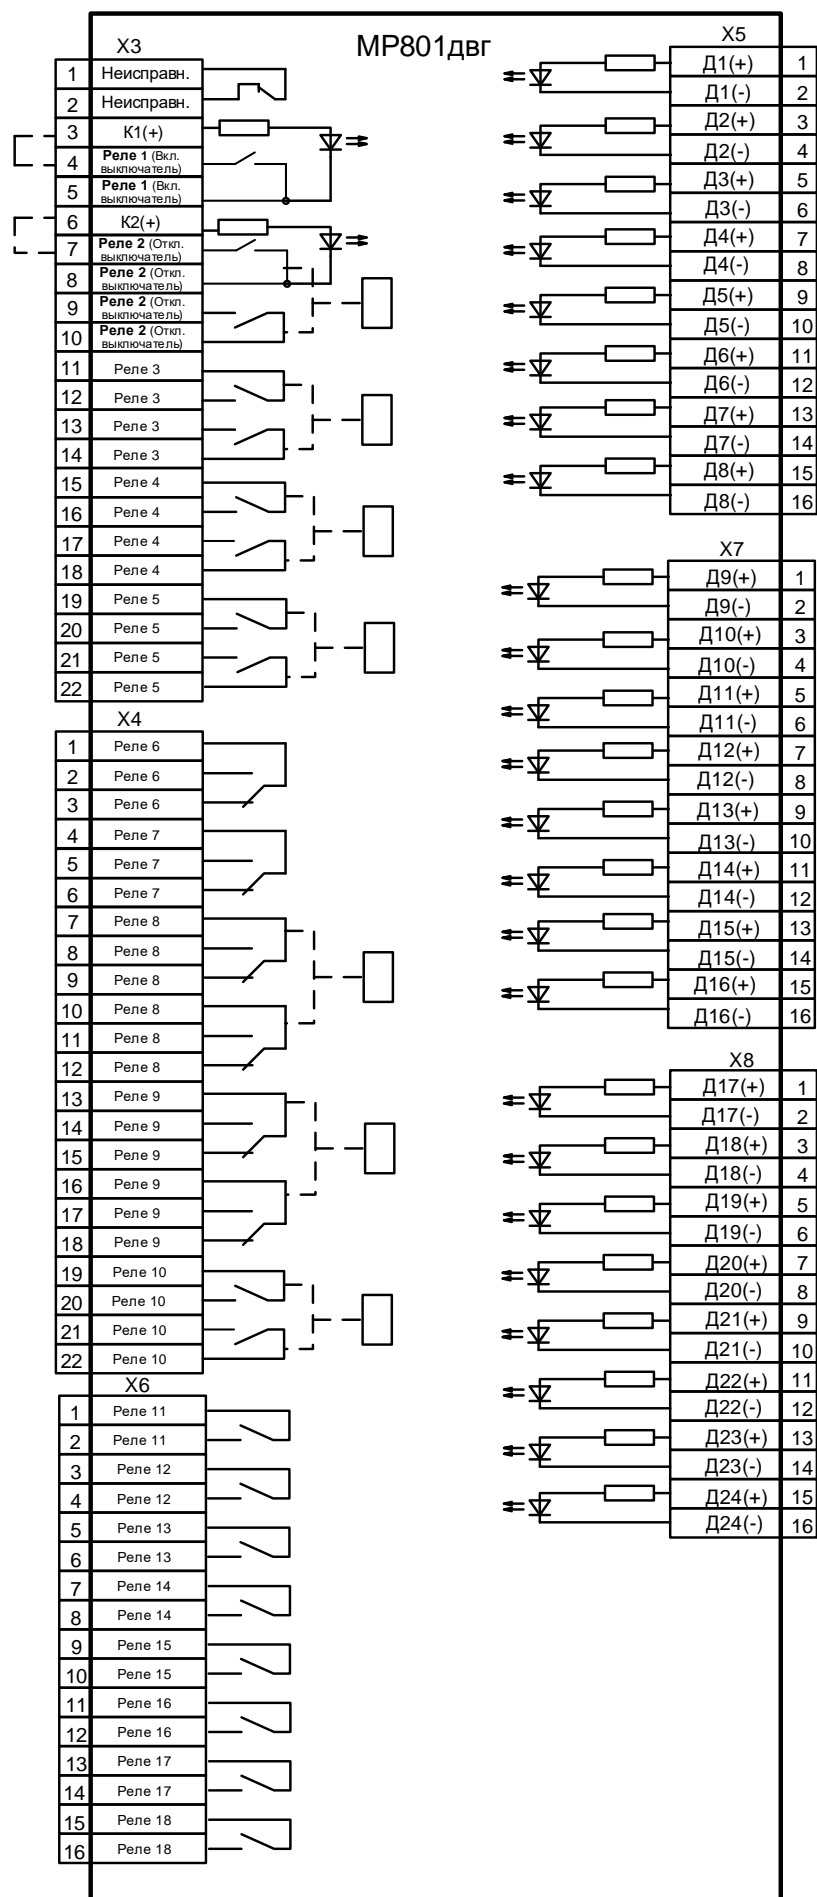 МР801двг
X3
1 Неисправн.
2 Неисправн.
3 К1(+)
4 Реле 1 (Вкл. выключатель)
5 Реле 1 (Вкл. выключатель)
6 К2(+)
7 Реле 2 (Откл. выключатель)
8 Реле 2 (Откл. выключатель)
9 Реле 2 (Откл. выключатель)
10 Реле 2 (Откл. выключатель)
11 Реле 3
12 Реле 3
13 Реле 3
14 Реле 3
15 Реле 4
16 Реле 4
17 Реле 4
18 Реле 4
19 Реле 5
20 Реле 5
21 Реле 5
22 Реле 5
X4
1 Реле 6
2 Реле 6
3 Реле 6
4 Реле 7
5 Реле 7
6 Реле 7
7 Реле 8
8 Реле 8
9 Реле 8
10 Реле 8
11 Реле 8
12 Реле 8
13 Реле 9
14 Реле 9
15 Реле 9
16 Реле 9
17 Реле 9
18 Реле 9
19 Реле 10
20 Реле 10
21 Реле 10
22 Реле 10
X6
1 Реле 11
2 Реле 11
3 Реле 12
4 Реле 12
5 Реле 13
6 Реле 13
7 Реле 14
8 Реле 14
9 Реле 15
10 Реле 15
11 Реле 16
12 Реле 16
13 Реле 17
14 Реле 17
15 Реле 18
16 Реле 18
X5
Д1(+) 1
Д1(-) 2
Д2(+) 3
Д2(-) 4
Д3(+) 5
Д3(-) 6
Д4(+) 7
Д4(-) 8
Д5(+) 9
Д5(-) 10
Д6(+) 11
Д6(-) 12
Д7(+) 13
Д7(-) 14
Д8(+) 15
Д8(-) 16
X7
Д9(+) 1
Д9(-) 2
Д10(+) 3
Д10(-) 4
Д11(+) 5
Д11(-) 6
Д12(+) 7
Д12(-) 8
Д13(+) 9
Д13(-) 10
Д14(+) 11
Д14(-) 12
Д15(+) 13
Д15(-) 14
Д16(+) 15
Д16(-) 16
X8
Д17(+) 1
Д17(-) 2
Д18(+) 3
Д18(-) 4
Д19(+) 5
Д19(-) 6
Д20(+) 7
Д20(-) 8
Д21(+) 9
Д21(-) 10
Д22(+) 11
Д22(-) 12
Д23(+) 13
Д23(-) 14
Д24(+) 15
Д24(-) 16